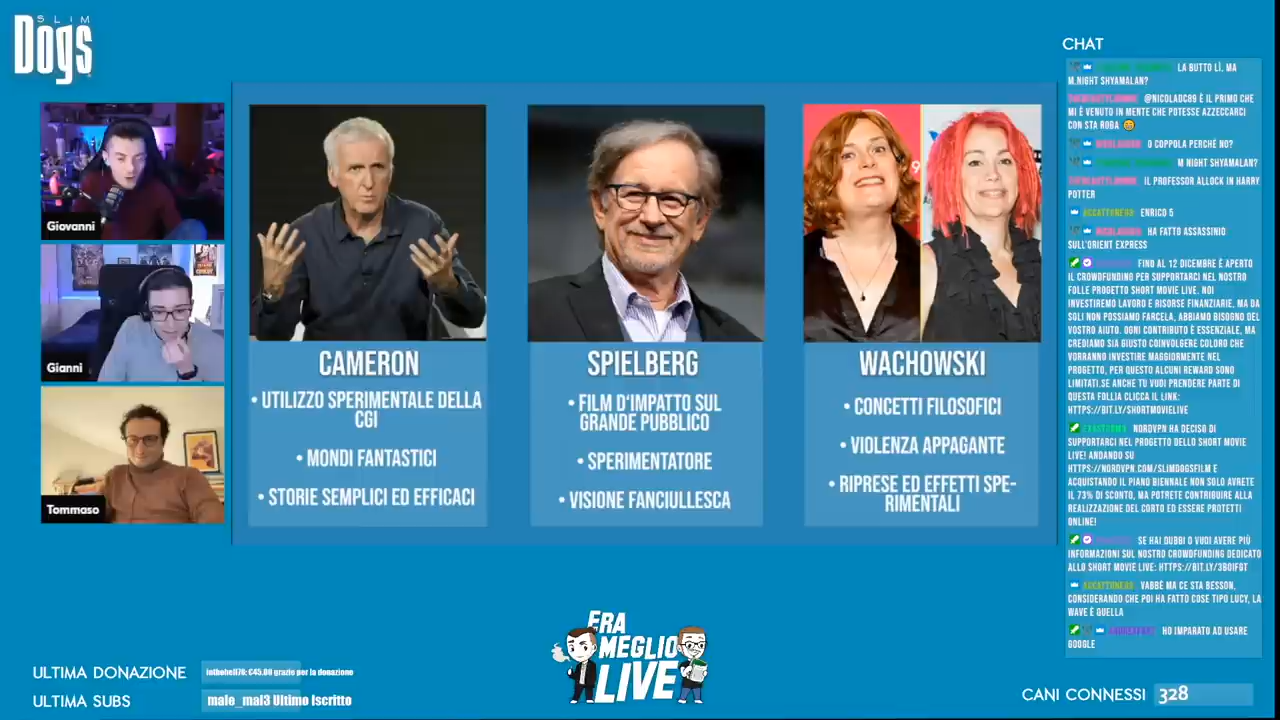 SLIM
Dogs
Giovanni
Gianni
Tommaso
CAMERON
• UTILIZZO SPERIMENTALE DELLA
CGI
• MONDI FANTASTICI
• STORIE SEMPLICI ED EFFICACI
SPIELBERG
• FILM D'IMPATTO SUL
GRANDE PUBBLICO
• SPERIMENTATORE
• VISIONE FANCIULLESCA
WACHOWSKI
• CONCETTI FILOSOFICI
• VIOLENZA APPAGANTE
• RIPRESE ED EFFETTI SPE-
RIMENTALI
CHAT
LA BUTTO LÌ, MA
M.NIGHT SHYAMALAN?
@NICOLADC89 È IL PRIMO CHE
MI È VENUTO IN MENTE CHE POTESSE AZZECCARCI
CON STA ROBA
O COPPOLA PERCHÉ NO?
M NIGHT SHYAMALAN?
IL PROFESSOR ALLOCK IN HARRY
POTTER
ENRICO 5
HA FATTO ASSASSINIO
SULL'ORIENT EXPRESS
FINO AL 12 DICEMBRE È APERTO
IL CROWDFUNDING PER SUPPORTARCI NEL NOSTRO
FOLLE PROGETTO SHORT MOVIE LIVE. NOI
INVESTIREMO LAVORO E RISORSE FINANZIARIE, MA DA
SOLI NON POSSIAMO FARCELA, ABBIAMO BISOGNO DEL
VOSTRO AIUTO. OGNI CONTRIBUTO È ESSENZIALE, MA
CREDIAMO SIA GIUSTO COINVOLGERE COLORO CHE
VORRANNO INVESTIRE MAGGIORMENTE NEL
PROGETTO, PER QUESTO ALCUNI REWARD SONO
LIMITATI.SE ANCHE TU VUOI PRENDERE PARTE DI
QUESTA FOLLIA CLICCA IL LINK:
HTTPS://BIT.LY/SHORTMOVIELIVE
NORDVPN HA DECISO DI
SUPPORTARCI NEL PROGETTO DELLO SHORT MOVIE
LIVE! ANDANDO SU
HTTPS://NORDVPN.COM/SLIMDOGSFILM E
ACQUISTANDO IL PIANO BIENNALE NON SOLO AVRETE
IL 73% DI SCONTO, MA POTRETE CONTRIBUIRE ALLA
REALIZZAZIONE DEL CORTO ED ESSERE PROTETTI
ONLINE!
SE HAI DUBBI O VUOI AVERE PIÙ
INFORMAZIONI SUL NOSTRO CROWDFUNDING DEDICATO
ALLO SHORT MOVIE LIVE:
VABBÈ MA CE STA BESSON,
CONSIDERANDO CHE POI HA FATTO COSE TIPO LUCY, LA
WAVE È QUELLA
HO IMPARATO AD USARE
GOOGLE
ERA
MEGLIO
LIVE
ULTIMA DONAZIONE
€45.00 grazie per la donazione
ULTIMA SUBS
malo_mal3 Ultimo Iscritto
CANI CONNESSI 328